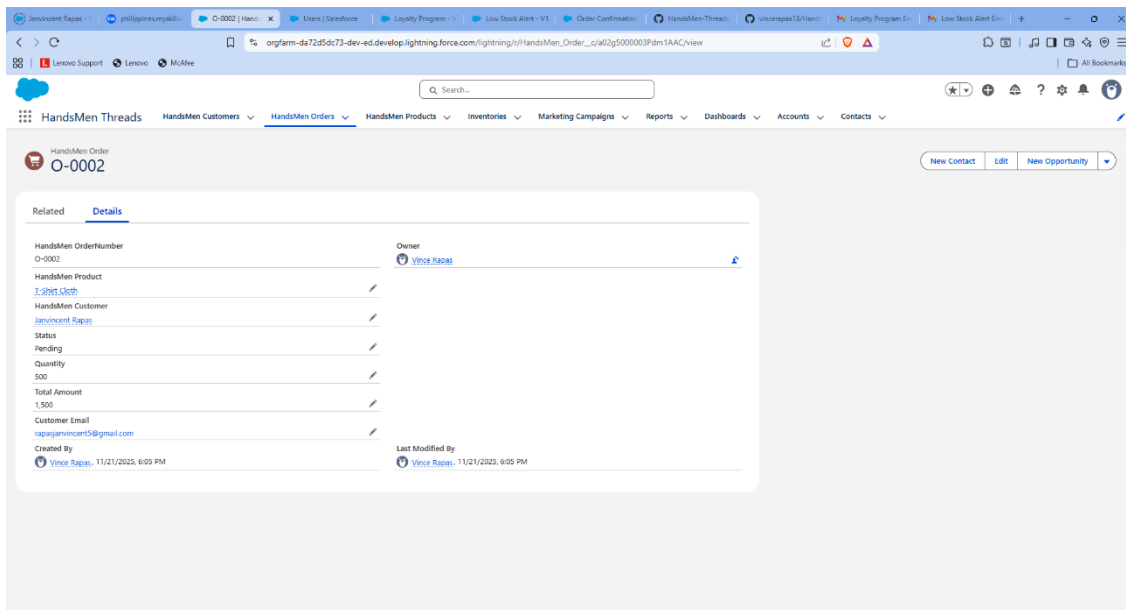 Janvincent Rapas -
philippines.myskill
O-0002 | Hands
Users | Salesforce
Loyalty Program - V
Low Stock Alert - V1
Order Confirmation
HandsMen-Threads
vincerapas15/Hands
Loyalty Program Em
Low Stock Alert Em
orgfarm-da72d5dc73-dev-ed.develop.lightning.force.com/lightning/r/HandsMen_Order__c/a02g5000003Pdm1AAC/view
Lenovo Support
Lenovo
McAfee
All Bookmarks
Search...
HandsMen Threads
HandsMen Customers
HandsMen Orders
HandsMen Products
Inventories
Marketing Campaigns
Reports
Dashboards
Accounts
Contacts
HandsMen Order
O-0002
New Contact
Edit
New Opportunity
Related
Details
HandsMen OrderNumber
O-0002
Owner
Vince Rapas
HandsMen Product
T-Shirt Cloth
HandsMen Customer
Janvincent Rapas
Status
Pending
Quantity
500
Total Amount
1,500
Customer Email
rapasjanvincent5@gmail.com
Created By
Vince Rapas, 11/21/2025, 6:05 PM
Last Modified By
Vince Rapas, 11/21/2025, 6:05 PM